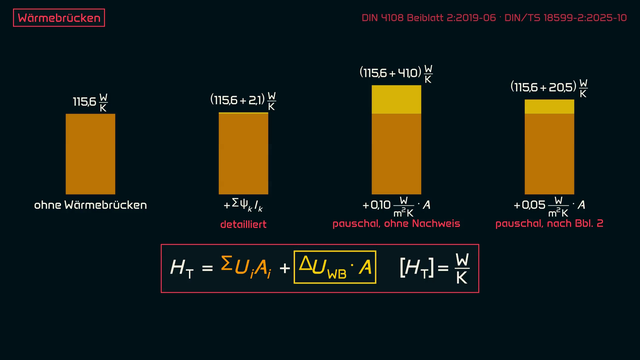 Wärmebrücken
DIN 4108 Beiblatt 2:2019-06 · DIN/TS 18599-2:2025-10
115,6 W/K
(115,6 + 2,1) W/K
(115,6 + 41,0) W/K
(115,6 + 20,5) W/K
ohne Wärmebrücken
+ Σψₖ lₖ
detailliert
+ 0,10 W/m²K · A
pauschal, ohne Nachweis
+ 0,05 W/m²K · A
pauschal, nach Bbl. 2
H_T = ΣUᵢAᵢ + ΔU_WB · A [H_T] = W/K